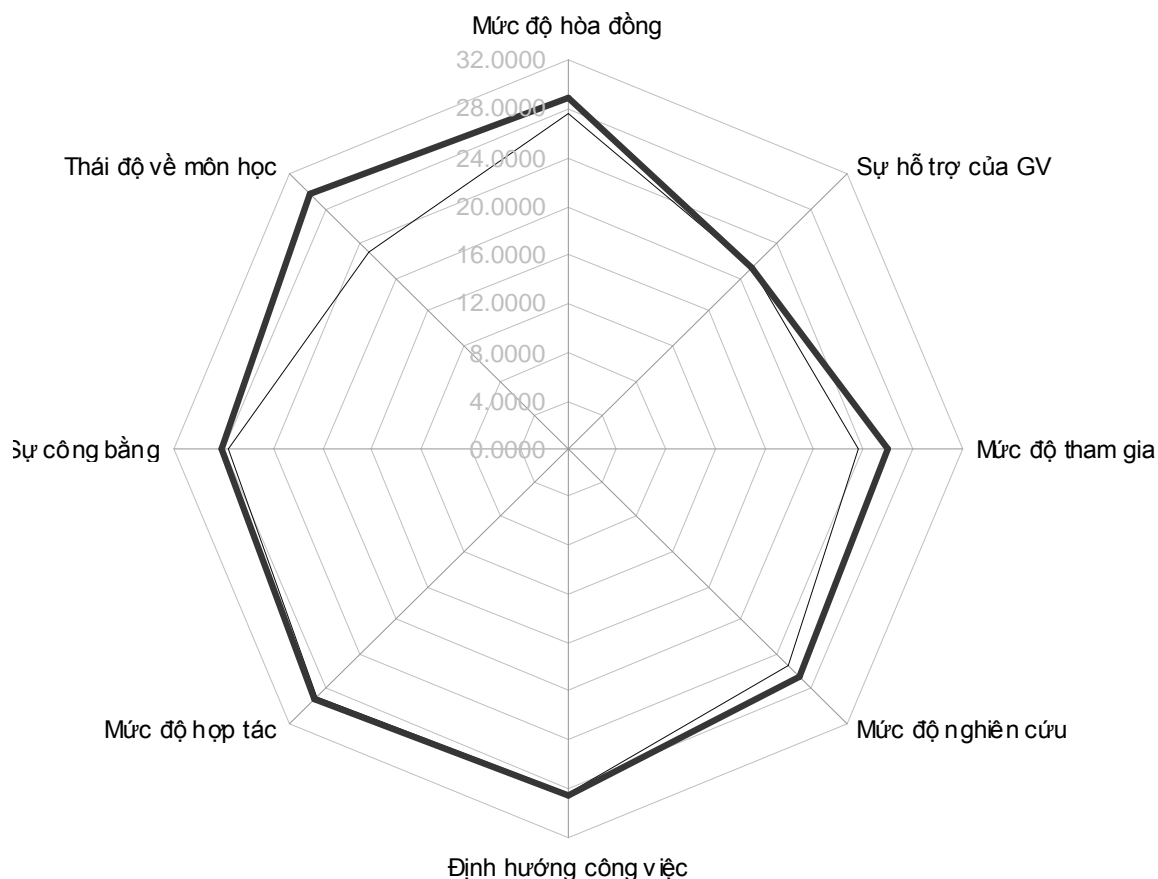 Mức độ hòa đồng
32.0000
28.0000
24.0000
20.0000
16.0000
12.0000
8.0000
4.0000
0.0000
Thái độ về môn học
Sự hỗ trợ của GV
Sự công bằng
Mức độ tham gia
Mức độ hợp tác
Mức độ nghiên cứu
Định hướng công việc